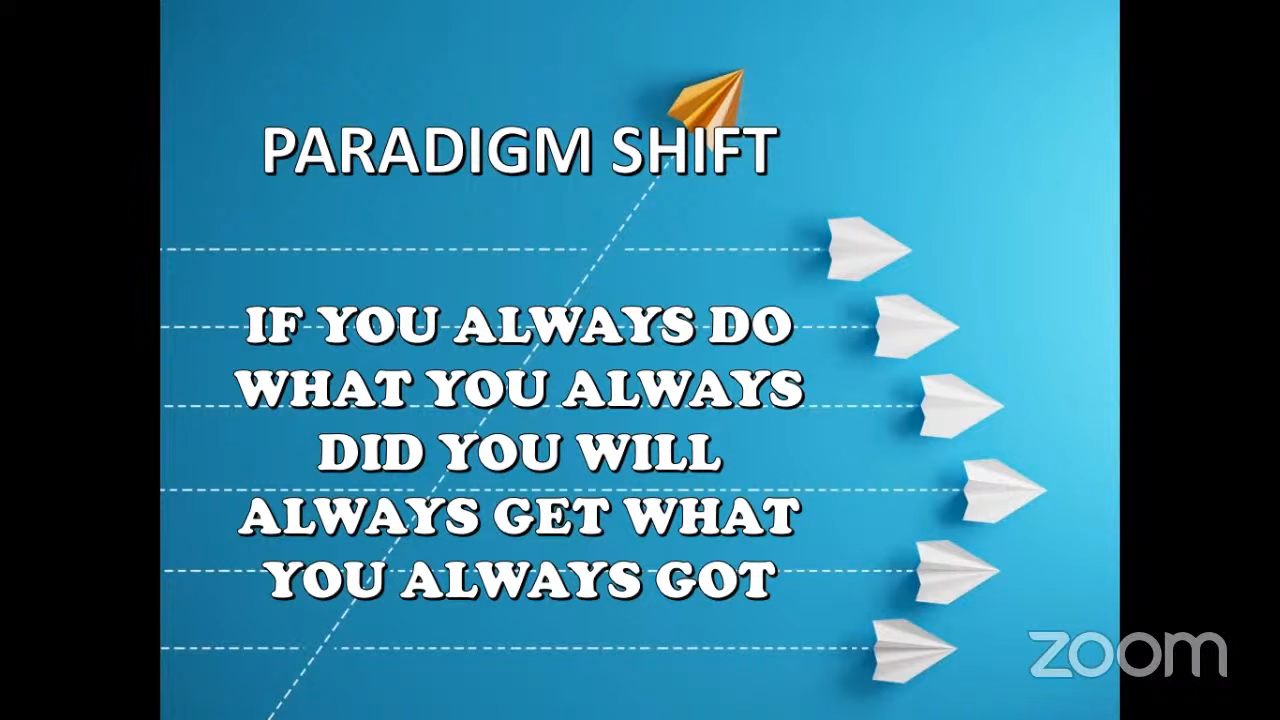 PARADIGM SHIFT
IF YOU ALWAYS DO
WHAT YOU ALWAYS
DID YOU WILL
ALWAYS GET WHAT
YOU ALWAYS GOT
zoom